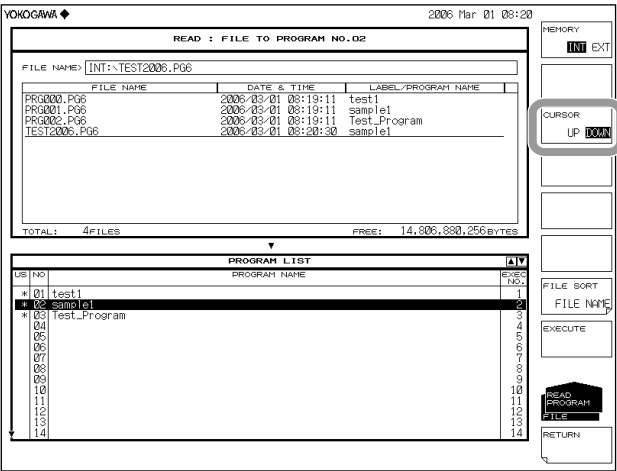 YOKOGAWA ◆ 2006 Mar 01 08:20
READ : FILE TO PROGRAM NO.02
FILE NAME> INT:\TEST2006.PG6
FILE NAME DATE & TIME LABEL/PROGRAM NAME
PRG000.PG6 2006/03/01 08:19:11 test1
PRG001.PG6 2006/03/01 08:19:11 sample1
PRG002.PG6 2006/03/01 08:19:11 Test_Program
TEST2006.PG6 2006/03/01 08:20:30 sample1
TOTAL: 4FILES FREE: 14,806,880,256BYTES
▼
PROGRAM LIST ▲▼
US NO PROGRAM NAME EXEC NO.
* 01 test1 1
* 02 sample1 2
* 03 Test_Program 3
04 4
05 5
06 6
07 7
08 8
09 9
10 10
11 11
12 12
13 13
14 14
MEMORY
INT EXT
CURSOR
UP DOWN
FILE SORT
FILE NAME
EXECUTE
READ
PROGRAM
FILE
RETURN